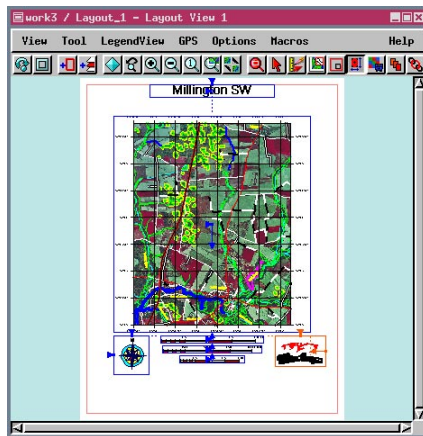 work3 / Layout_1 - Layout View 1
View Tool LegendView GPS Options Macros Help
Millington SW